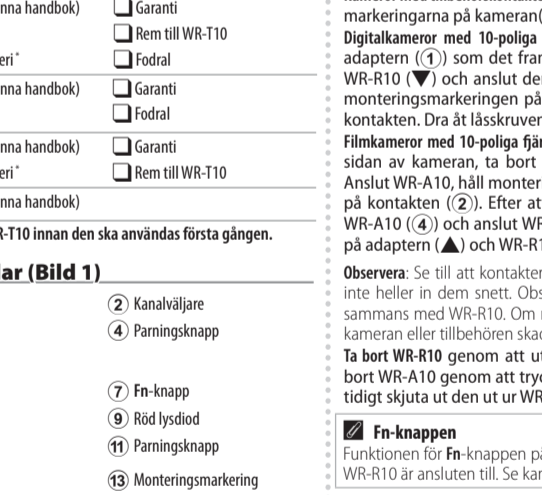 nna handbok) ❏ Garanti
❏ Rem till WR-T10
eri* ❏ Fodral
nna handbok) ❏ Garanti
❏ Fodral
nna handbok) ❏ Garanti
eri* ❏ Rem till WR-T10
nna handbok)
R-T10 innan den ska användas första gången.
lar (Bild 1)
② Kanalväljare
④ Parningsknapp
⑦ Fn-knapp
⑨ Röd lysdiod
⑪ Parningsknapp
⑬ Monteringsmarkering
markeringarna på kameran(
Digitalkameror med 10-poliga
adaptern (①) som det fran
WR-R10 (▼) och anslut de
monteringsmarkeringen på
kontakten. Dra åt låsskruven
Filmkameror med 10-poliga fjär
sidan av kameran, ta bort
Anslut WR-A10, håll monter
på kontakten (②). Efter at
WR-A10 (④) och anslut WR
på adaptern (▲) och WR-R1
Observera: Se till att kontakten
inte heller in dem snett. Obs
sammans med WR-R10. Om
kameran eller tillbehören skad
Ta bort WR-R10 genom att ut
bort WR-A10 genom att tryc
tidigt skjuta ut den ut ur WR
Fn-knappen
Funktionen för Fn-knappen på
WR-R10 är ansluten till. Se kan